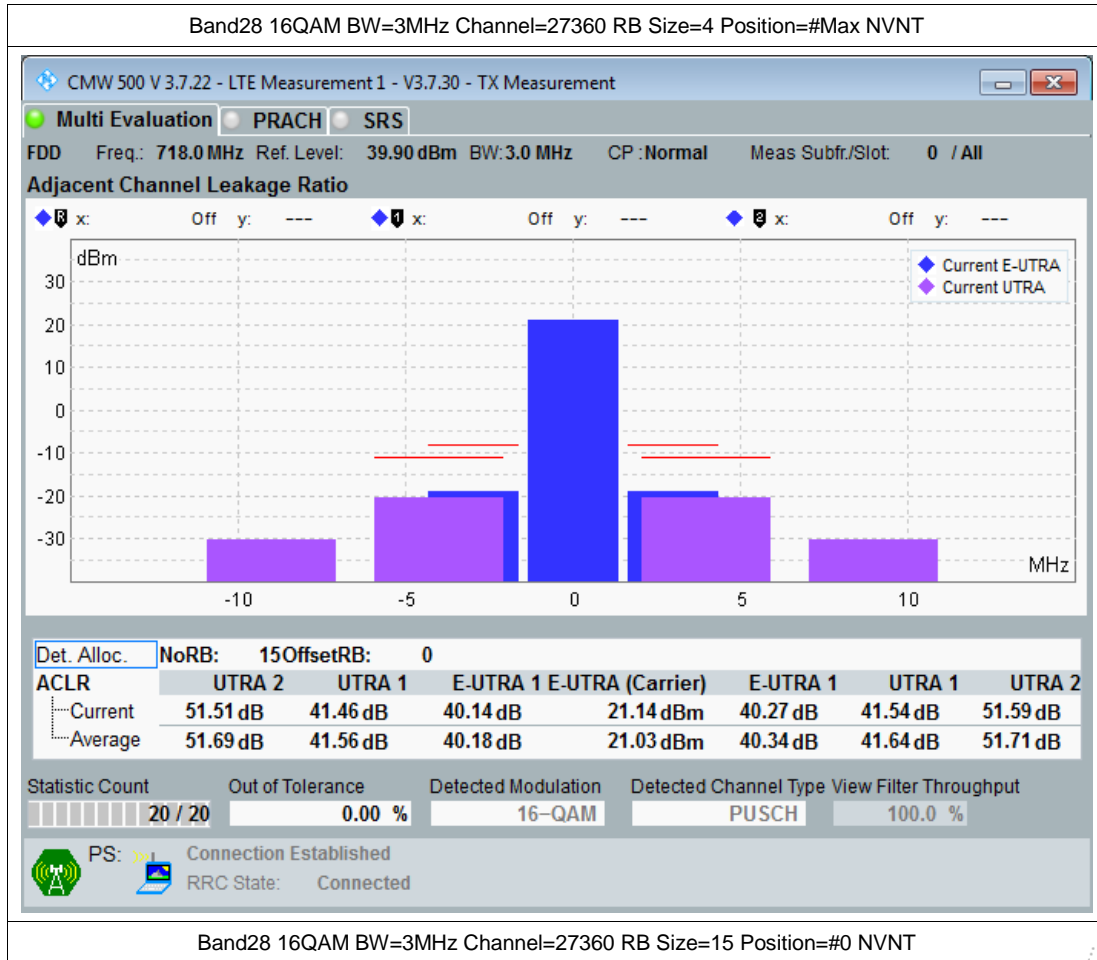 Band28 16QAM BW=3MHz Channel=27360 RB Size=4 Position=#Max NVNT
CMW 500 V 3.7.22 - LTE Measurement 1 - V3.7.30 - TX Measurement
Multi Evaluation PRACH SRS
FDD Freq.: 718.0 MHz Ref. Level: 39.90 dBm BW: 3.0 MHz CP : Normal Meas Subfr./Slot: 0 / All
Adjacent Channel Leakage Ratio
R x: Off y: --- 1 x: Off y: --- 2 x: Off y: ---
dBm
Current E-UTRA
Current UTRA
30
20
10
0
-10
-20
-30
MHz
-10 -5 0 5 10
Det. Alloc. NoRB: 15 OffsetRB: 0
ACLR UTRA 2 UTRA 1 E-UTRA 1 E-UTRA (Carrier) E-UTRA 1 UTRA 1 UTRA 2
Current 51.51 dB 41.46 dB 40.14 dB 21.14 dBm 40.27 dB 41.54 dB 51.59 dB
Average 51.69 dB 41.56 dB 40.18 dB 21.03 dBm 40.34 dB 41.64 dB 51.71 dB
Statistic Count Out of Tolerance Detected Modulation Detected Channel Type View Filter Throughput
20 / 20 0.00 % 16-QAM PUSCH 100.0 %
PS: Connection Established
RRC State: Connected
Band28 16QAM BW=3MHz Channel=27360 RB Size=15 Position=#0 NVNT